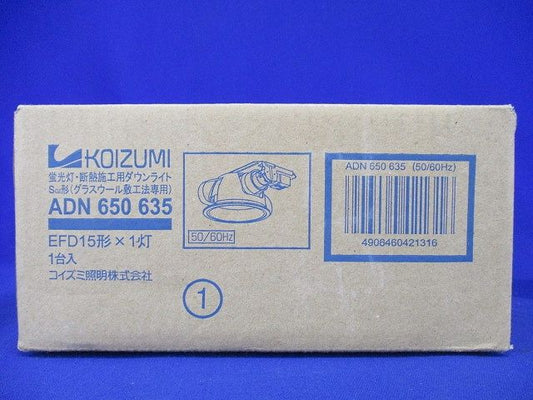 KOIZUMI
蛍光灯・断熱施工用ダウンライト
SGI形(グラスウール敷工法専用)
ADN 650 635
EFD15形×1灯
1台入
コイズミ照明株式会社
50/60Hz
1
ADN 650 635 (50/60Hz)
4906460421316